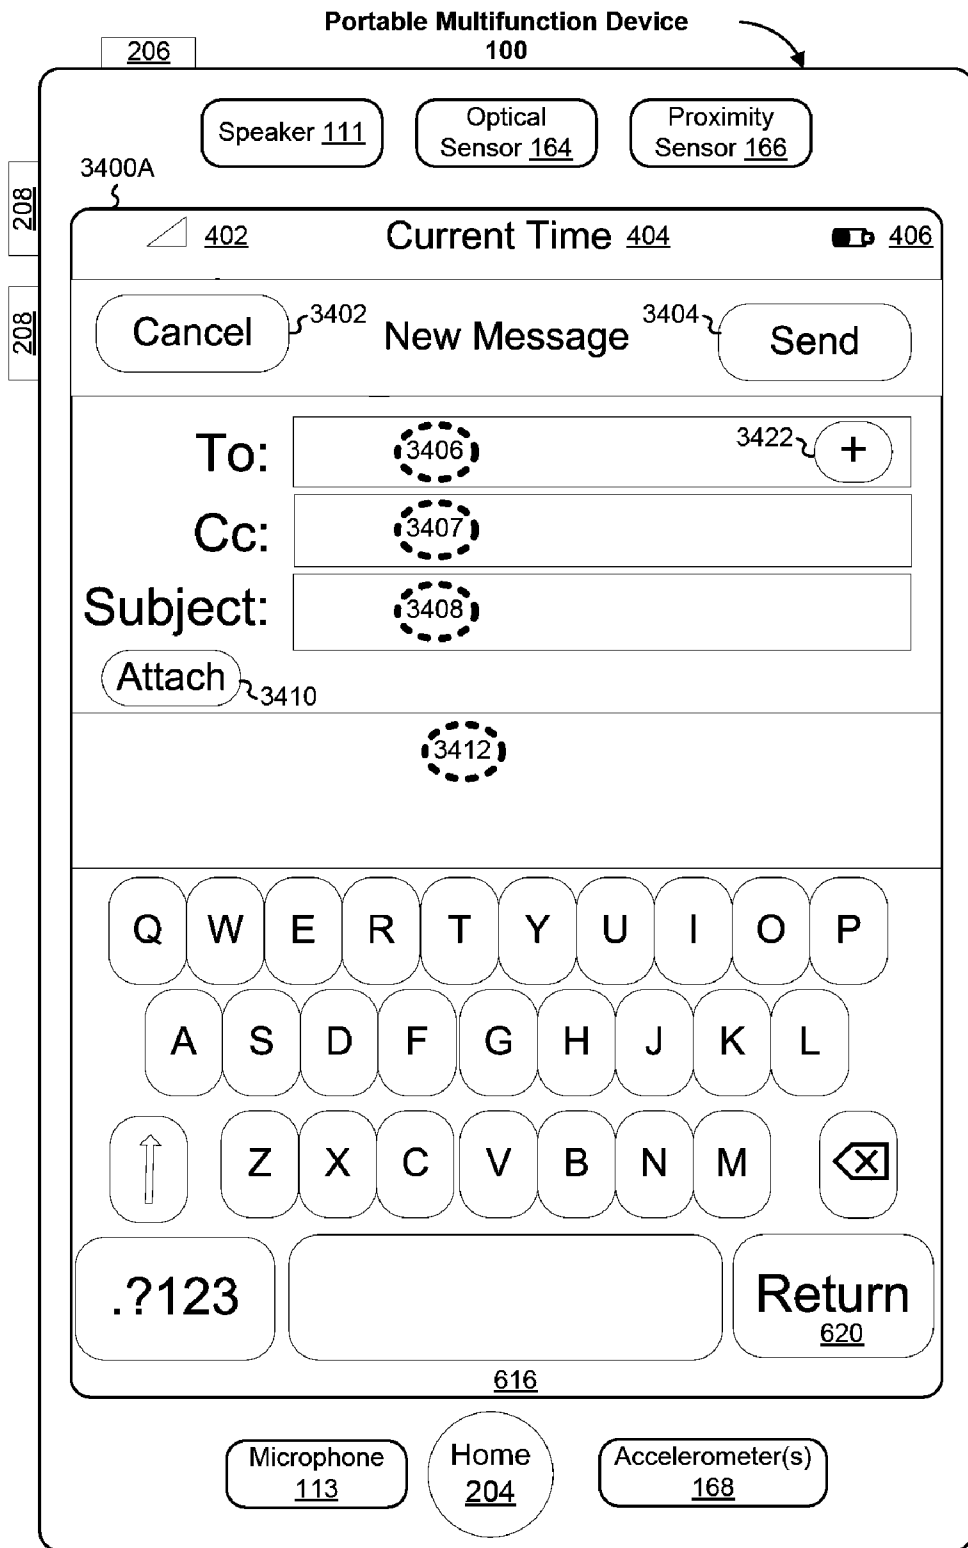 Portable Multifunction Device
100
206
Speaker 111
Optical
Sensor 164
Proximity
Sensor 166
208
208
3400A
402
Current Time 404
406
Cancel
3402
New Message
3404
Send
To:
3406
3422
+
Cc:
3407
Subject:
3408
Attach
3410
3412
Q W E R T Y U I O P
A S D F G H J K L
Z X C V B N M
.?123
Return
620
616
Microphone
113
Home
204
Accelerometer(s)
168